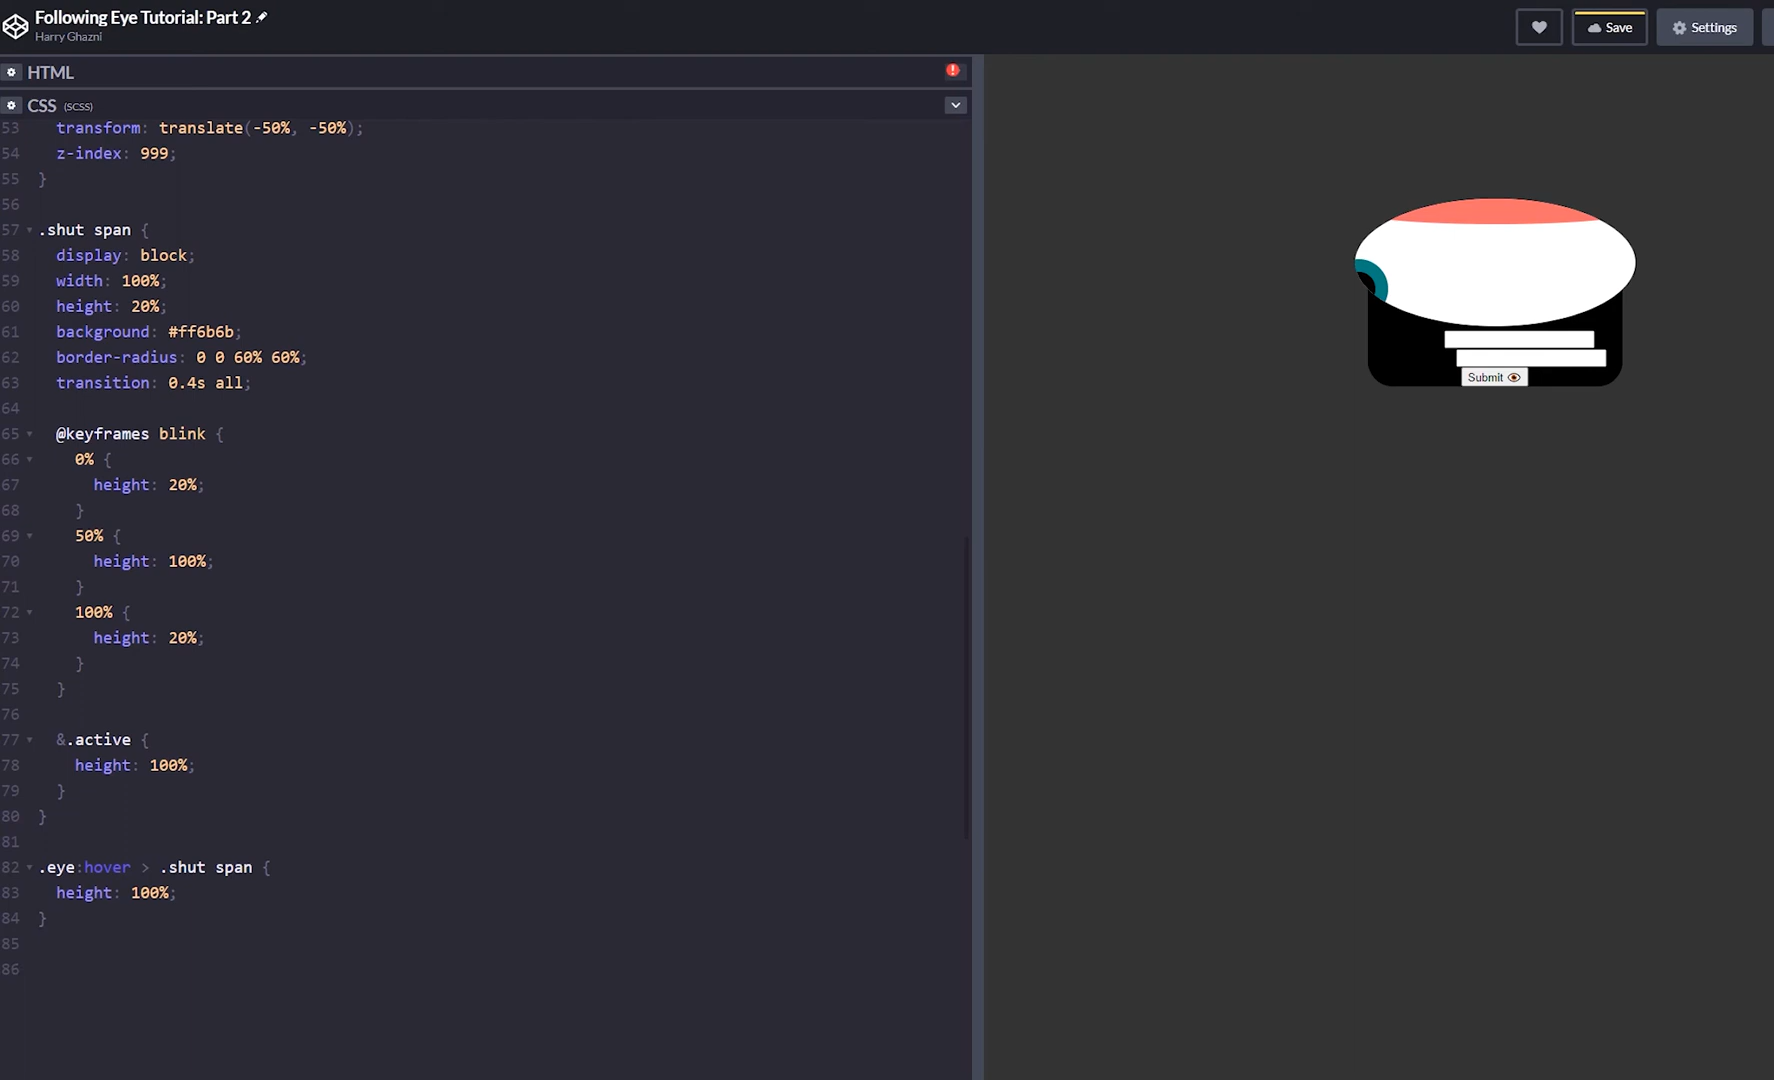 Following Eye Tutorial: Part 2
Harry Ghazni
Save
Settings
HTML
CSS (SCSS)
53 transform: translate(-50%, -50%);
54 z-index: 999;
55 }
56
57 .shut span {
58 display: block;
59 width: 100%;
60 height: 20%;
61 background: #ff6b6b;
62 border-radius: 0 0 60% 60%;
63 transition: 0.4s all;
64
65 @keyframes blink {
66 0% {
67 height: 20%;
68 }
69 50% {
70 height: 100%;
71 }
72 100% {
73 height: 20%;
74 }
75 }
76
77 &.active {
78 height: 100%;
79 }
80 }
81
82 .eye:hover > .shut span {
83 height: 100%;
84 }
85
86
Submit